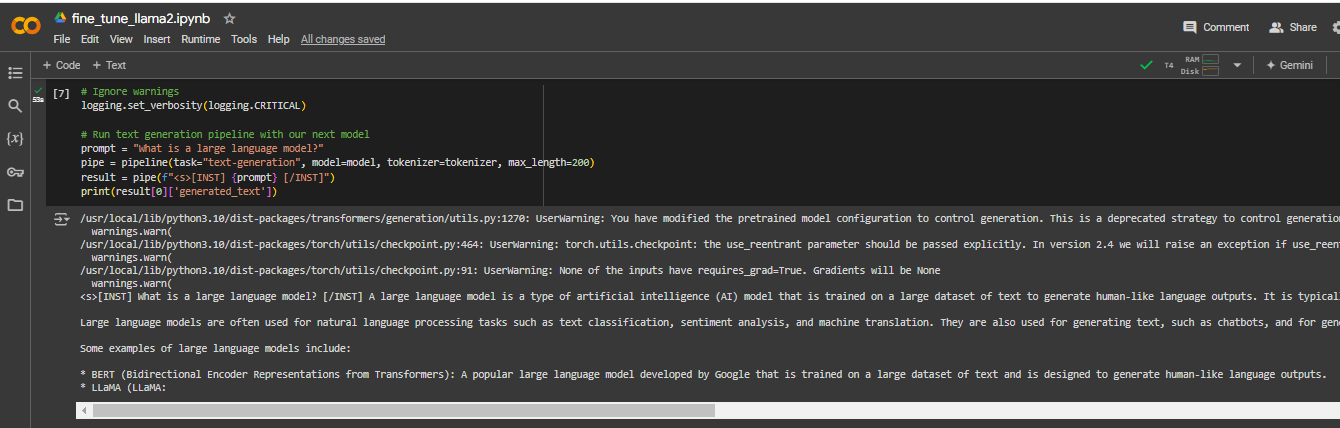 fine_tune_llama2.ipynb
File Edit View Insert Runtime Tools Help All changes saved
Comment Share
+ Code + Text
T4 RAM Disk Gemini
53s
[7] # Ignore warnings
logging.set_verbosity(logging.CRITICAL)
# Run text generation pipeline with our next model
prompt = "What is a large language model?"
pipe = pipeline(task="text-generation", model=model, tokenizer=tokenizer, max_length=200)
result = pipe(f"<s>[INST] {prompt} [/INST]")
print(result[0]['generated_text'])
/usr/local/lib/python3.10/dist-packages/transformers/generation/utils.py:1270: UserWarning: You have modified the pretrained model configuration to control generation. This is a deprecated strategy to control generatio
warnings.warn(
/usr/local/lib/python3.10/dist-packages/torch/utils/checkpoint.py:464: UserWarning: torch.utils.checkpoint: the use_reentrant parameter should be passed explicitly. In version 2.4 we will raise an exception if use_reen
warnings.warn(
/usr/local/lib/python3.10/dist-packages/torch/utils/checkpoint.py:91: UserWarning: None of the inputs have requires_grad=True. Gradients will be None
warnings.warn(
<s>[INST] What is a large language model? [/INST] A large language model is a type of artificial intelligence (AI) model that is trained on a large dataset of text to generate human-like language outputs. It is typical
Large language models are often used for natural language processing tasks such as text classification, sentiment analysis, and machine translation. They are also used for generating text, such as chatbots, and for gen
Some examples of large language models include:
* BERT (Bidirectional Encoder Representations from Transformers): A popular large language model developed by Google that is trained on a large dataset of text and is designed to generate human-like language outputs.
* LLaMA (LLaMA: